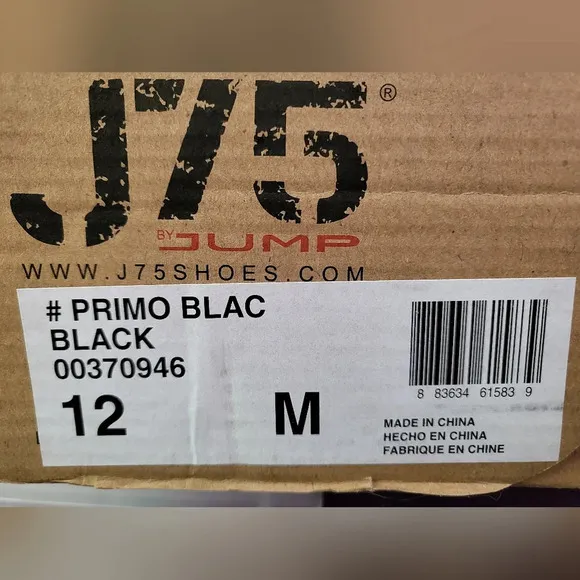 J75®
BY JUMP
WWW.J75SHOES.COM
# PRIMO BLAC
BLACK
00370946
12 M
8 83634 61583 9
MADE IN CHINA
HECHO EN CHINA
FABRIQUE EN CHINE